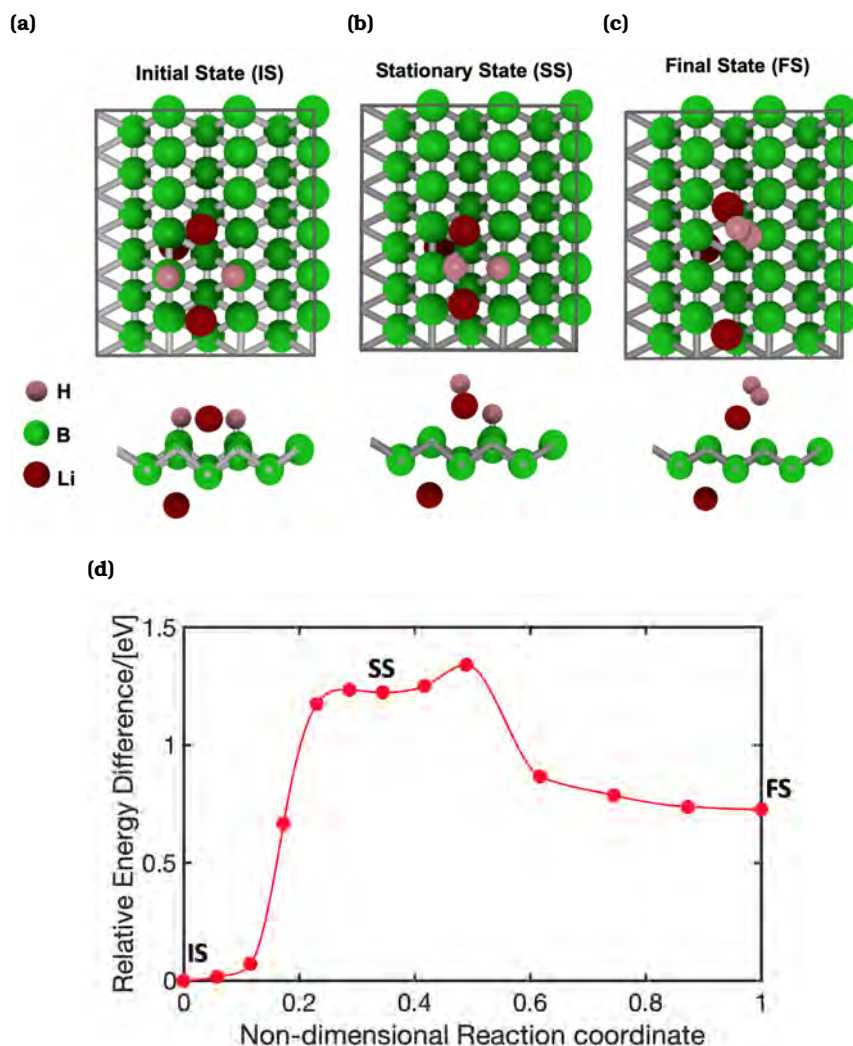 (a)
(b)
(c)
Initial State (IS)
Stationary State (SS)
Final State (FS)
H
B
Li
(d)
Relative Energy Difference/[eV]
1.5
1
0.5
0
IS
SS
FS
0
0.2
0.4
0.6
0.8
1
Non-dimensional Reaction coordinate